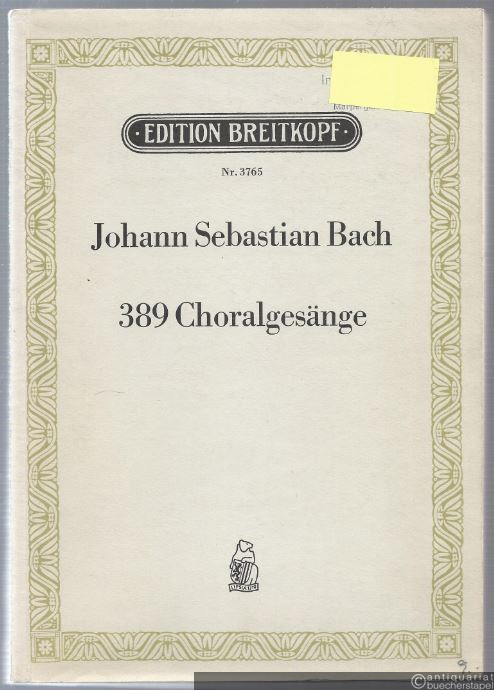 EDITION BREITKOPF
Nr. 3765
Johann Sebastian Bach
389 Choralgesänge
antiquariat
buecherstapel